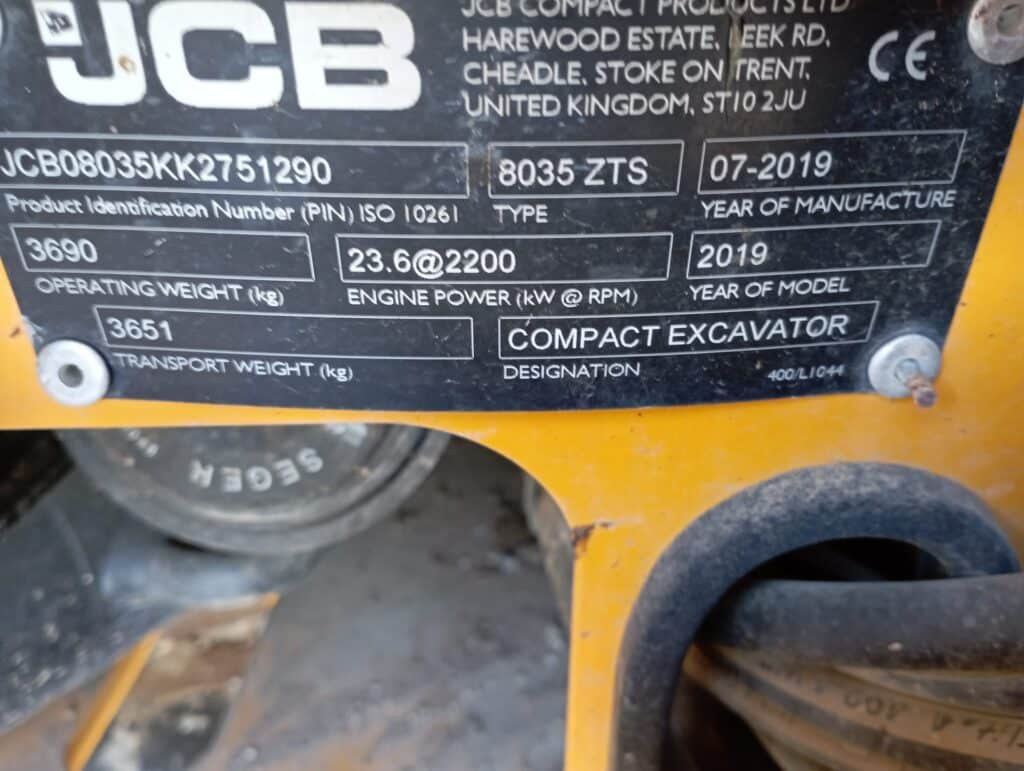 JCB
JCB COMPACT PRODUCTS LTD
HAREWOOD ESTATE, LEEK RD,
CHEADLE, STOKE ON TRENT,
UNITED KINGDOM, ST10 2JU
CE
JCB08035KK2751290
Product Identification Number (PIN) ISO 10261
8035 ZTS
TYPE
07-2019
YEAR OF MANUFACTURE
3690
OPERATING WEIGHT (kg)
23.6@2200
ENGINE POWER (kW @ RPM)
2019
YEAR OF MODEL
3651
TRANSPORT WEIGHT (kg)
COMPACT EXCAVATOR
DESIGNATION
400/L1044
SEGER